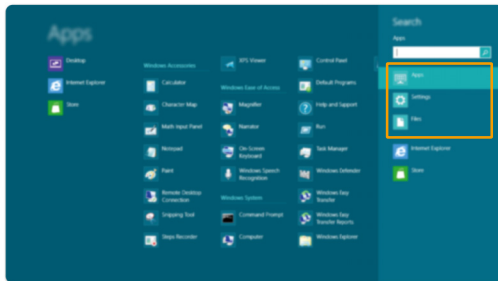 Apps
Desktop
Internet Explorer
Store
Windows Accessories
Calculator
Character Map
Math Input Panel
Notepad
Paint
Remote Desktop
Connection
Snipping Tool
Steps Recorder
XPS Viewer
Windows Ease of Access
Magnifier
Narrator
On-Screen
Keyboard
Windows Speech
Recognition
Windows System
Command Prompt
Computer
Control Panel
Default Programs
Help and Support
Run
Task Manager
Windows Defender
Windows Easy
Transfer
Windows Easy
Transfer Reports
Windows Explorer
Search
Apps
Apps
Settings
Files
Internet Explorer
Store